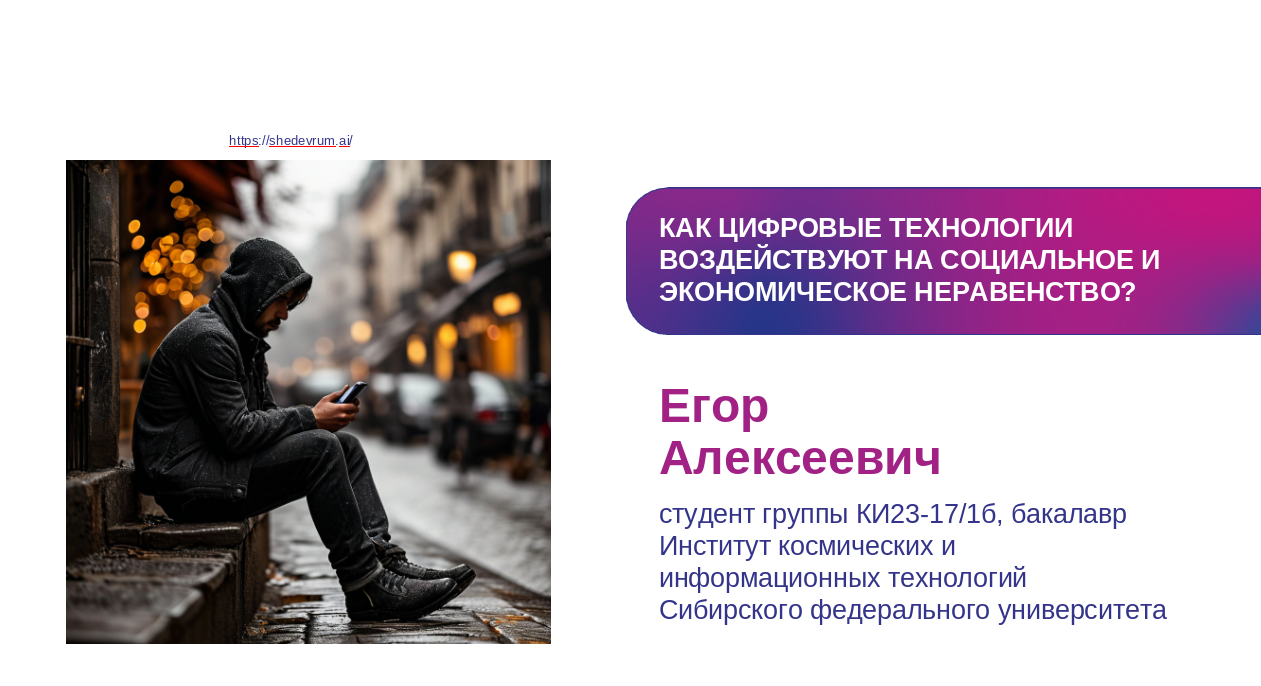 https://shedevrum.ai/
КАК ЦИФРОВЫЕ ТЕХНОЛОГИИ
ВОЗДЕЙСТВУЮТ НА СОЦИАЛЬНОЕ И
ЭКОНОМИЧЕСКОЕ НЕРАВЕНСТВО?
Егор
Алексеевич
студент группы КИ23-17/1б, бакалавр
Институт космических и
информационных технологий
Сибирского федерального университета